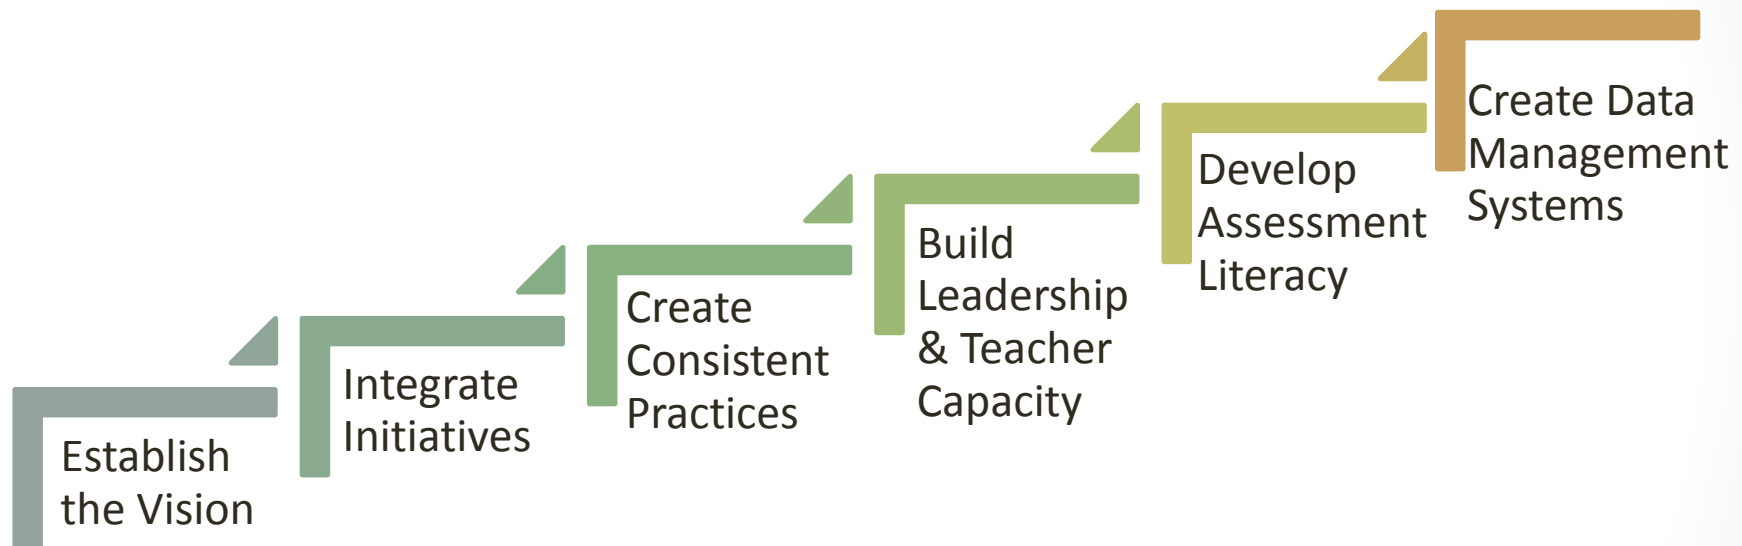 Establish
the Vision
Integrate
Initiatives
Create
Consistent
Practices
Build
Leadership
& Teacher
Capacity
Develop
Assessment
Literacy
Create Data
Management
Systems